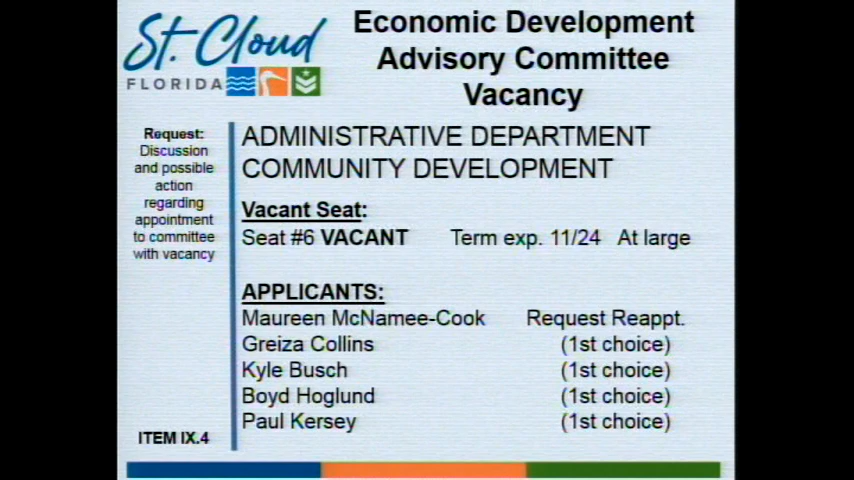 St. Cloud
FLORIDA
Economic Development
Advisory Committee
Vacancy
Request:
Discussion
and possible
action
regarding
appointment
to committee
with vacancy
ITEM IX.4
ADMINISTRATIVE DEPARTMENT
COMMUNITY DEVELOPMENT
Vacant Seat:
Seat #6 VACANT Term exp. 11/24 At large
APPLICANTS:
Maureen McNamee-Cook Request Reappt.
Greiza Collins (1st choice)
Kyle Busch (1st choice)
Boyd Hoglund (1st choice)
Paul Kersey (1st choice)